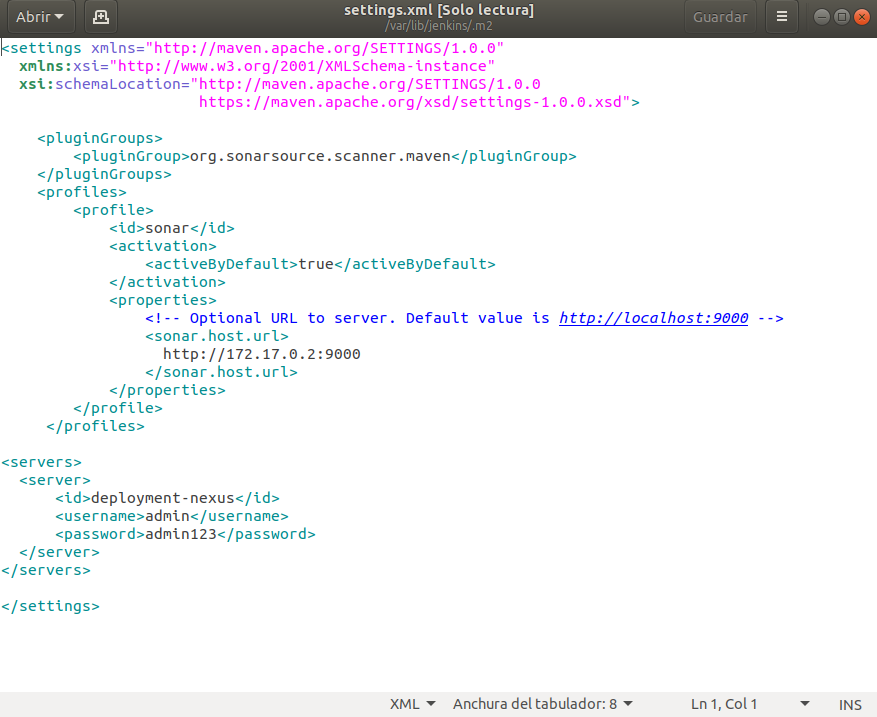 Abrir
settings.xml [Solo lectura]
/var/lib/jenkins/.m2
Guardar
<settings xmlns="http://maven.apache.org/SETTINGS/1.0.0"
  xmlns:xsi="http://www.w3.org/2001/XMLSchema-instance"
  xsi:schemaLocation="http://maven.apache.org/SETTINGS/1.0.0
                      https://maven.apache.org/xsd/settings-1.0.0.xsd">

    <pluginGroups>
        <pluginGroup>org.sonarsource.scanner.maven</pluginGroup>
    </pluginGroups>
    <profiles>
        <profile>
            <id>sonar</id>
            <activation>
                <activeByDefault>true</activeByDefault>
            </activation>
            <properties>
                <!-- Optional URL to server. Default value is http://localhost:9000 -->
                <sonar.host.url>
                  http://172.17.0.2:9000
                </sonar.host.url>
            </properties>
        </profile>
     </profiles>

<servers>
  <server>
      <id>deployment-nexus</id>
      <username>admin</username>
      <password>admin123</password>
  </server>
</servers>

</settings>
XML
Anchura del tabulador: 8
Ln 1, Col 1
INS